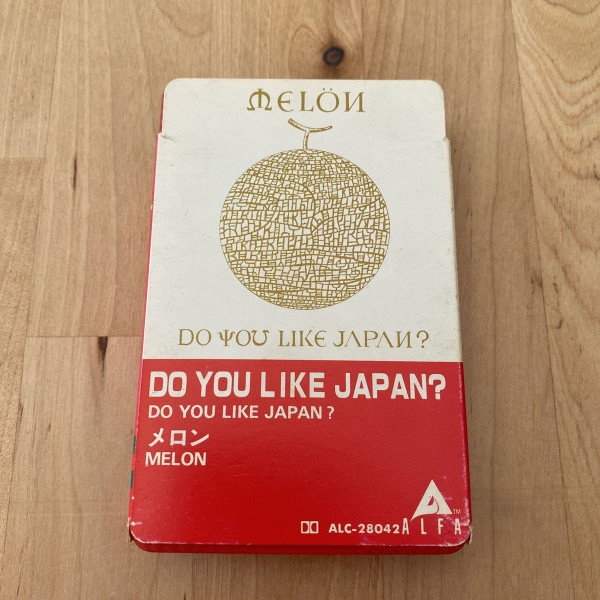 MELÖN
DO YOU LIKE JAPAN?
DO YOU LIKE JAPAN?
DO YOU LIKE JAPAN?
メロン
MELON
ALC-28042
ALFA
TM